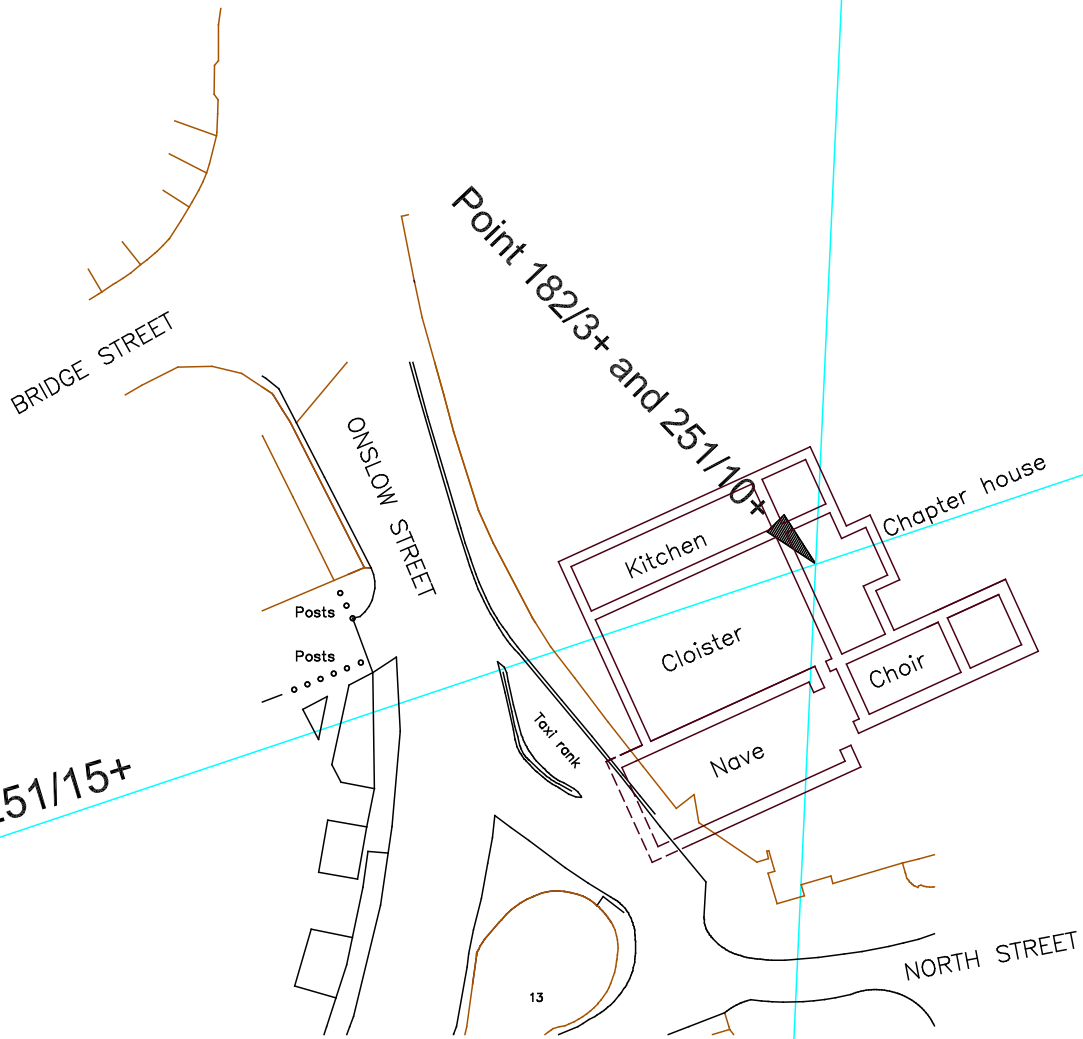 BRIDGE STREET
Point 182/3+ and 251/10+
ONSLOW STREET
Chapter house
Kitchen
Posts
Cloister
Posts
Choir
Taxi rank
Nave
51/15+
13
NORTH STREET